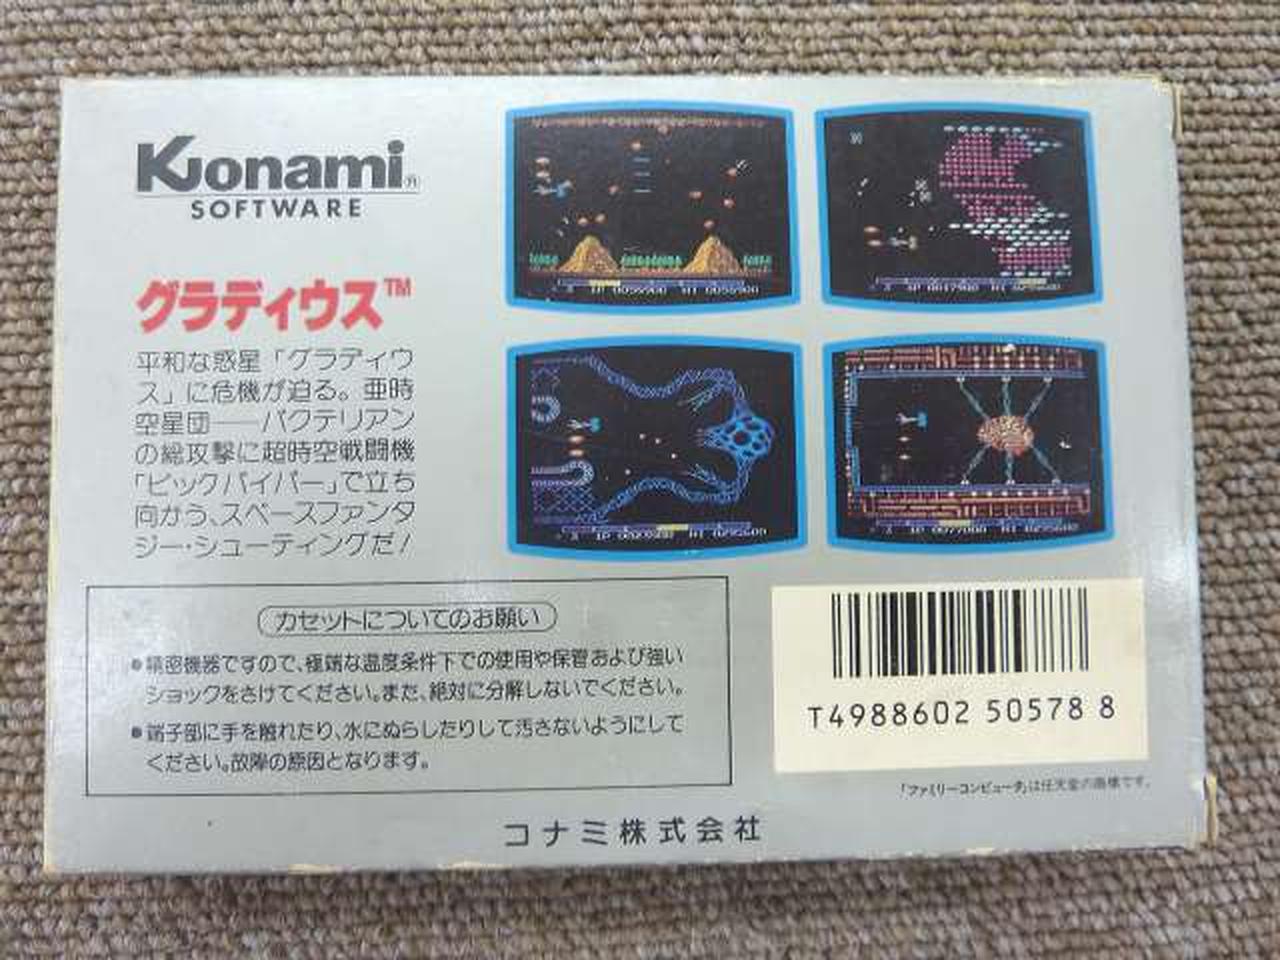 Konami®
SOFTWARE
グラディウス™
平和な惑星「グラディウ
ス」に危機が迫る。亜時
空星団──バクテリアン
の総攻撃に超時空戦闘機
「ビックバイパー」で立ち
向かう、スペースファンタ
ジー・シューティングだ!
カセットについてのお願い
●精密機器ですので、極端な温度条件下での使用や保管および強い
ショックをさけてください。また、絶対に分解しないでください。
●端子部に手を触れたり、水にぬらしたりして汚さないようにして
ください。故障の原因となります。
T4988602 50578 8
「ファミリーコンピュータ」は任天堂の商標です。
コナミ株式会社